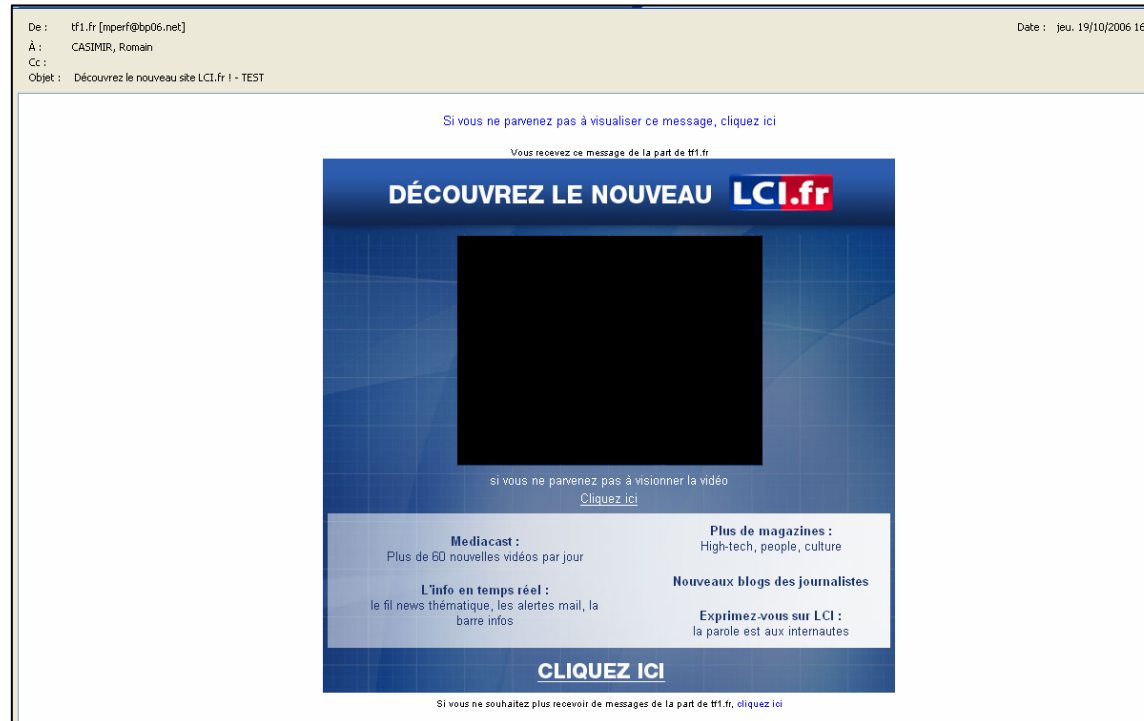 De : tf1.fr [mperf@bp06.net]
Date : jeu. 19/10/2006 16
À : CASIMIR, Romain
Cc :
Objet : Découvrez le nouveau site LCI.fr ! - TEST
Si vous ne parvenez pas à visualiser ce message, cliquez ici
Vous recevez ce message de la part de tf1.fr
DÉCOUVREZ LE NOUVEAU LCI.fr
si vous ne parvenez pas à visionner la vidéo
Cliquez ici
Mediacast :
Plus de 60 nouvelles vidéos par jour
L'info en temps réel :
le fil news thématique, les alertes mail, la
barre infos
Plus de magazines :
High-tech, people, culture
Nouveaux blogs des journalistes
Exprimez-vous sur LCI :
la parole est aux internautes
CLIQUEZ ICI
Si vous ne souhaitez plus recevoir de messages de la part de tf1.fr, cliquez ici